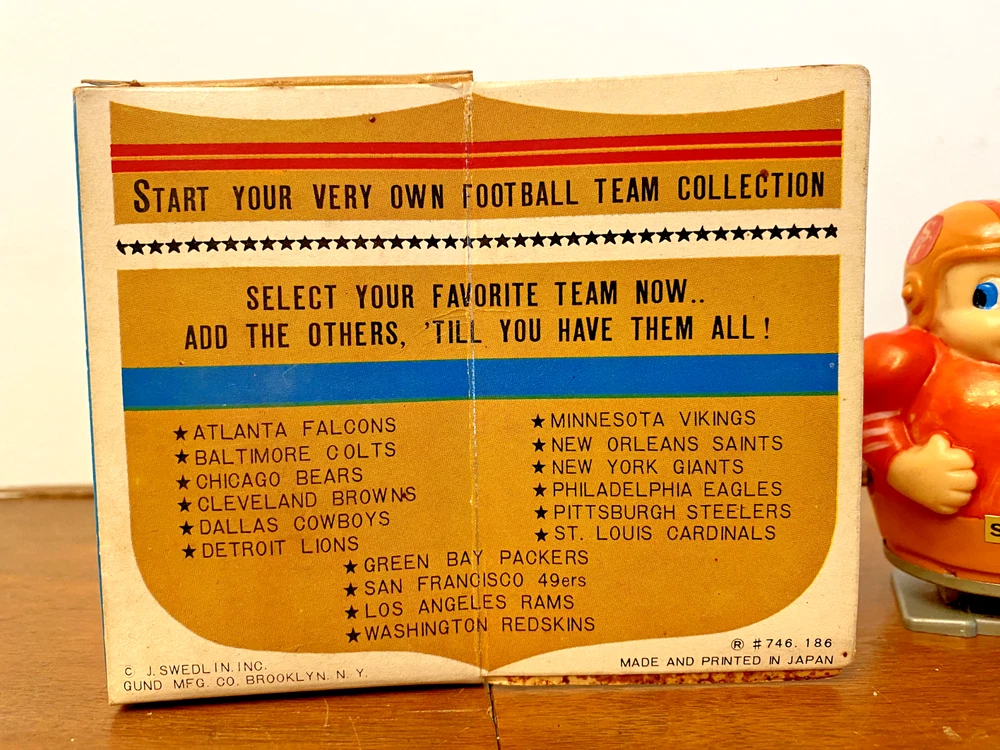 START YOUR VERY OWN FOOTBALL TEAM COLLECTION
SELECT YOUR FAVORITE TEAM NOW..
ADD THE OTHERS, 'TILL YOU HAVE THEM ALL!
★ATLANTA FALCONS
★BALTIMORE COLTS
★CHICAGO BEARS
★CLEVELAND BROWNS
★DALLAS COWBOYS
★DETROIT LIONS
★MINNESOTA VIKINGS
★NEW ORLEANS SAINTS
★NEW YORK GIANTS
★PHILADELPHIA EAGLES
★PITTSBURGH STEELERS
★ST. LOUIS CARDINALS
★GREEN BAY PACKERS
★SAN FRANCISCO 49ers
★LOS ANGELES RAMS
★WASHINGTON REDSKINS
C J. SWEDLIN. INC.
GUND MFG. CO. BROOKLYN. N. Y.
® #746. 186
MADE AND PRINTED IN JAPAN